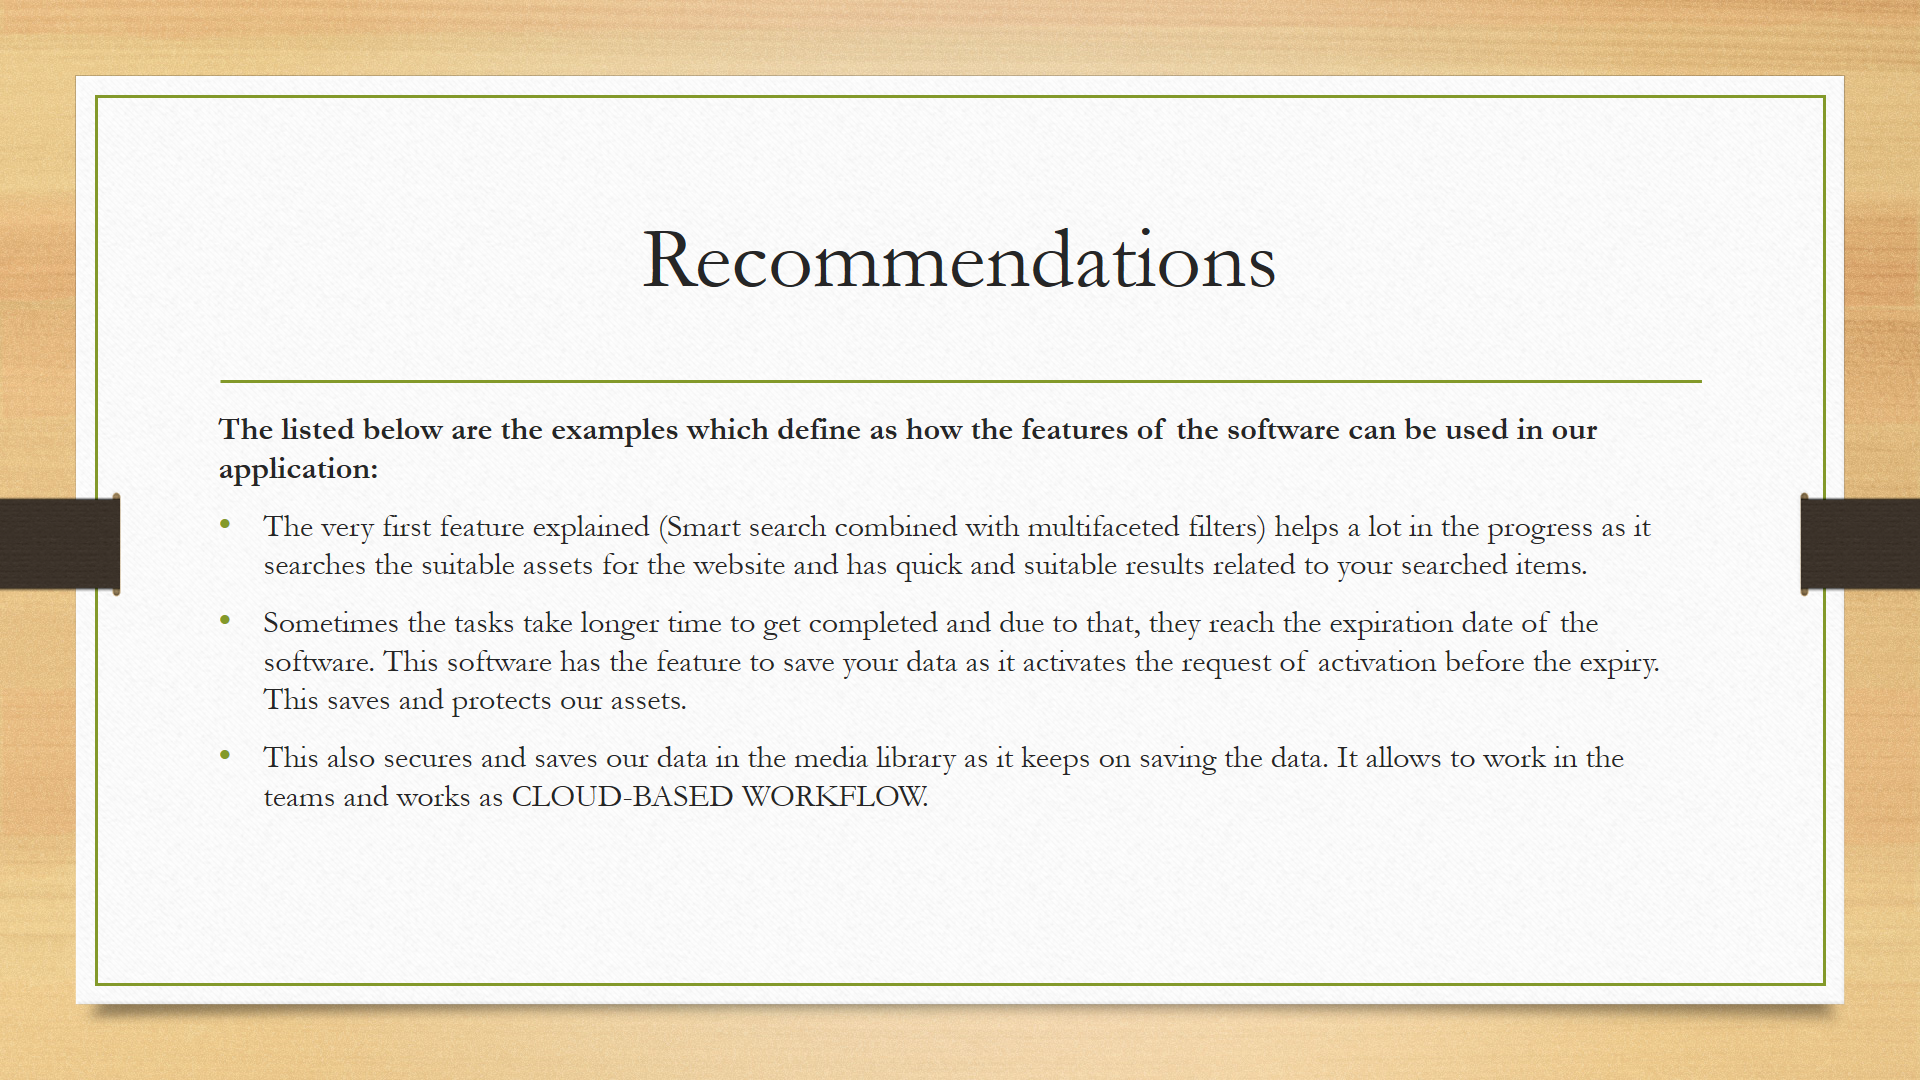 Recommendations
The listed below are the examples which define as how the features of the software can be used in our
application:
• The very first feature explained (Smart search combined with multifaceted filters) helps a lot in the progress as it
searches the suitable assets for the website and has quick and suitable results related to your searched items.
• Sometimes the tasks take longer time to get completed and due to that, they reach the expiration date of the
software. This software has the feature to save your data as it activates the request of activation before the expiry.
This saves and protects our assets.
• This also secures and saves our data in the media library as it keeps on saving the data. It allows to work in the
teams and works as CLOUD-BASED WORKFLOW.